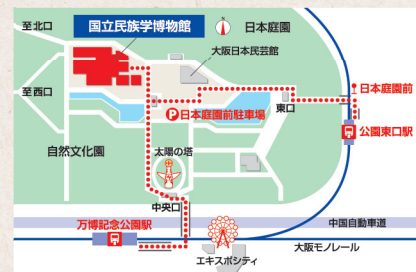 至北口
国立民族学博物館
日本庭園
大阪日本民芸館
至西口
日本庭園前
P日本庭園前駐車場
東口
公園東口駅
自然文化園
太陽の塔
中央口
万博記念公園駅
中国自動車道
大阪モノレール
エキスポシティ